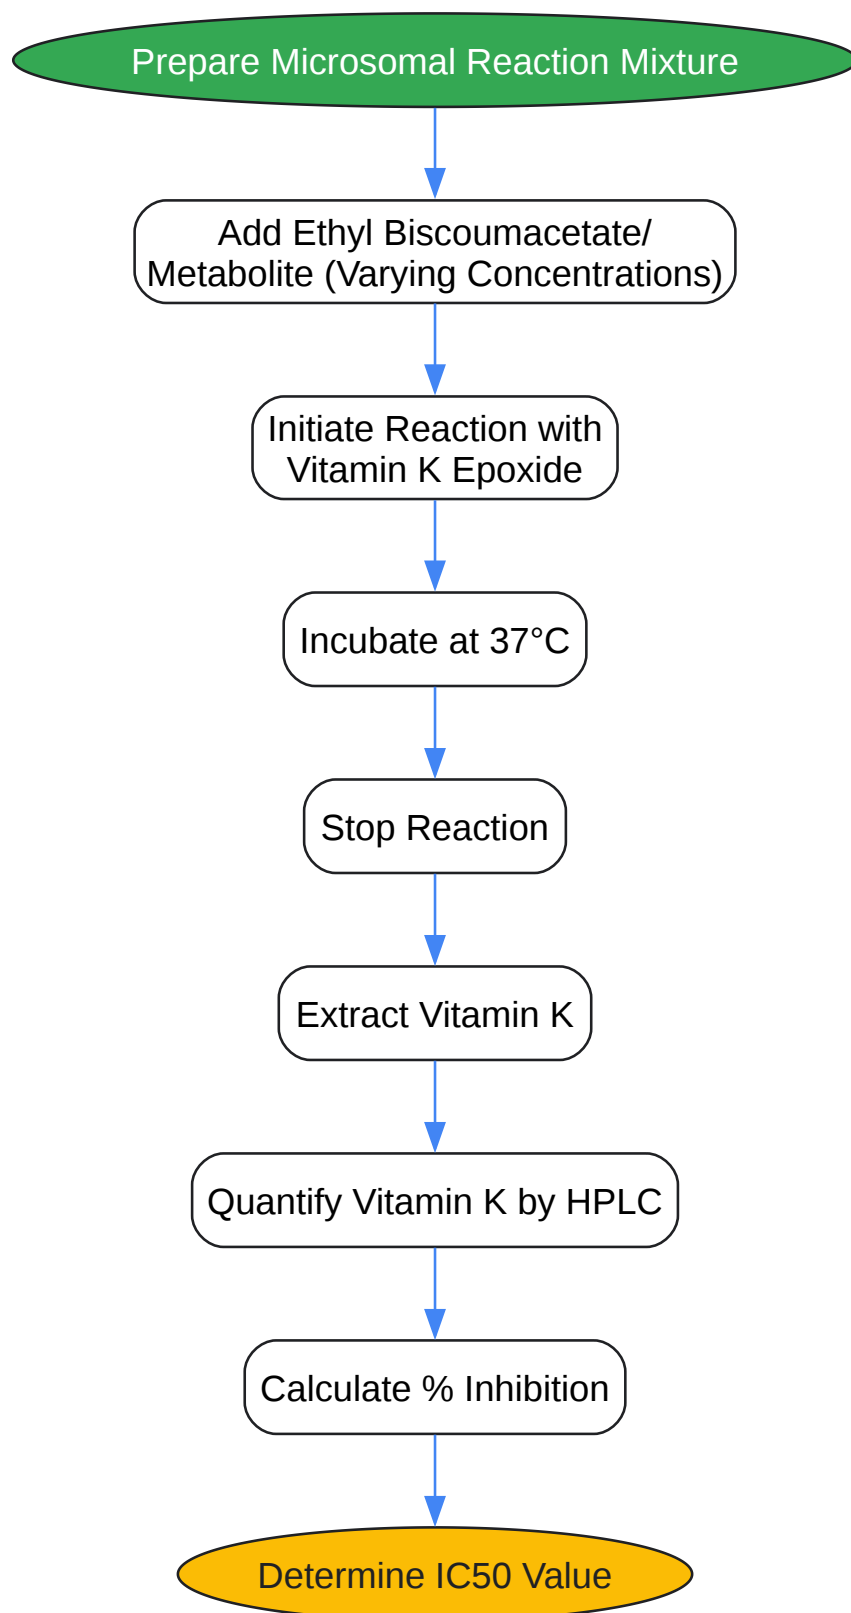 Prepare Microsomal Reaction Mixture
Add Ethyl Biscoumacetate/
Metabolite (Varying Concentrations)
Initiate Reaction with
Vitamin K Epoxide
Incubate at 37°C
Stop Reaction
Extract Vitamin K
Quantify Vitamin K by HPLC
Calculate % Inhibition
Determine IC50 Value